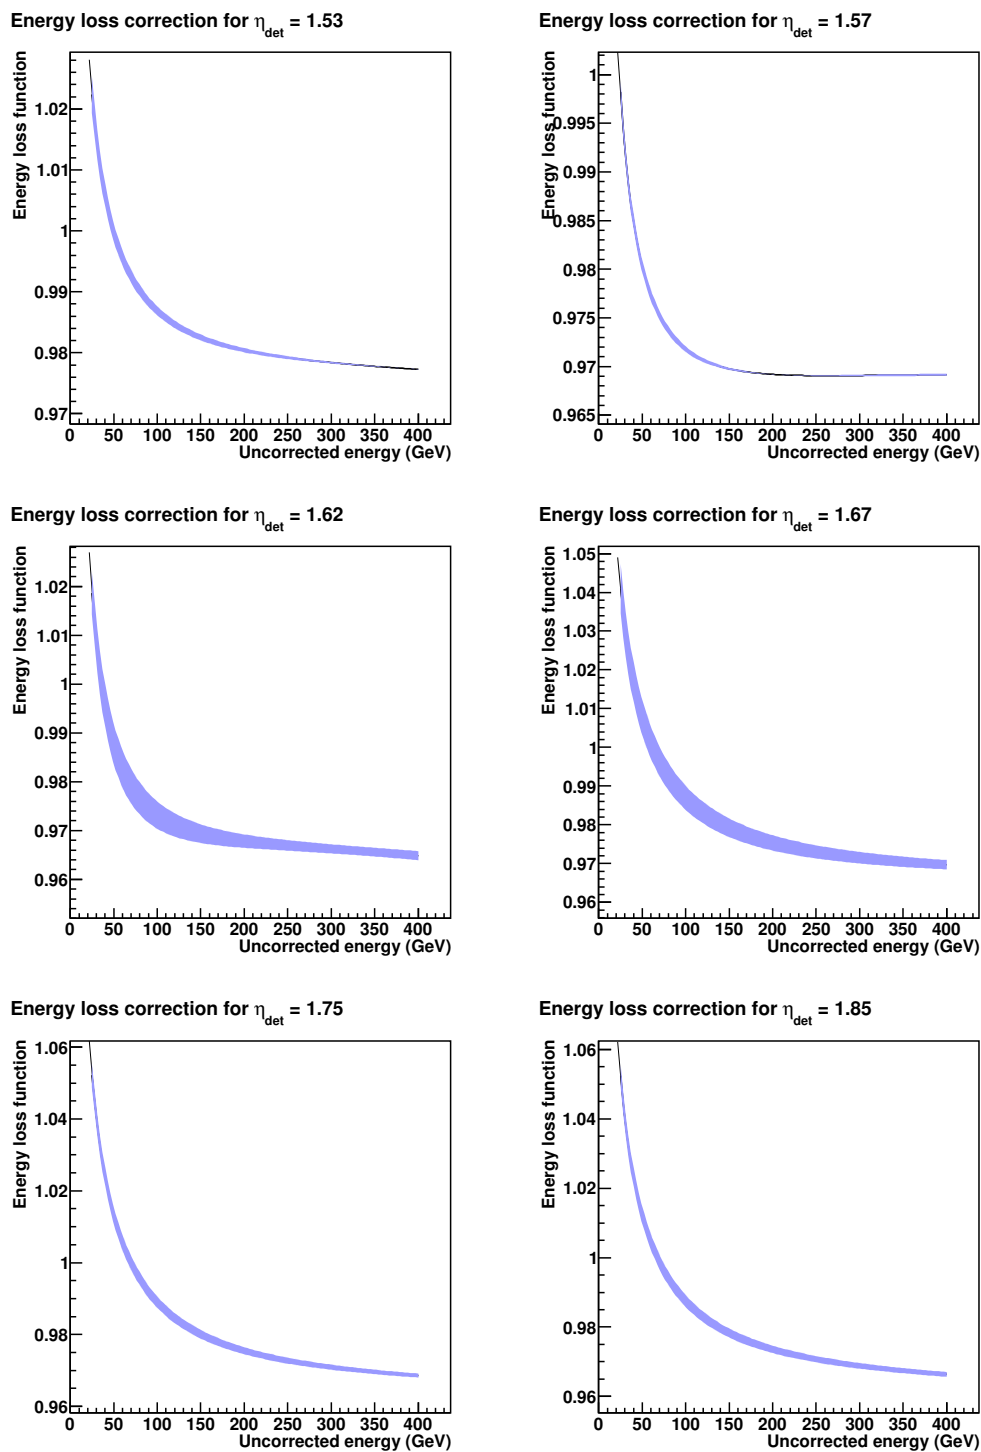 Energy loss correction for ηdet = 1.53
Energy loss function
1.02
1.01
1
0.99
0.98
0.97
0 50 100 150 200 250 300 350 400
Uncorrected energy (GeV)
Energy loss correction for ηdet = 1.57
Energy loss function
1
0.995
0.99
0.985
0.98
0.975
0.97
0.965
0 50 100 150 200 250 300 350 400
Uncorrected energy (GeV)
Energy loss correction for ηdet = 1.62
Energy loss function
1.02
1.01
1
0.99
0.98
0.97
0.96
0 50 100 150 200 250 300 350 400
Uncorrected energy (GeV)
Energy loss correction for ηdet = 1.67
Energy loss function
1.05
1.04
1.03
1.02
1.01
1
0.99
0.98
0.97
0.96
0 50 100 150 200 250 300 350 400
Uncorrected energy (GeV)
Energy loss correction for ηdet = 1.75
Energy loss function
1.06
1.04
1.02
1
0.98
0.96
0 50 100 150 200 250 300 350 400
Uncorrected energy (GeV)
Energy loss correction for ηdet = 1.85
Energy loss function
1.06
1.04
1.02
1
0.98
0.96
0 50 100 150 200 250 300 350 400
Uncorrected energy (GeV)